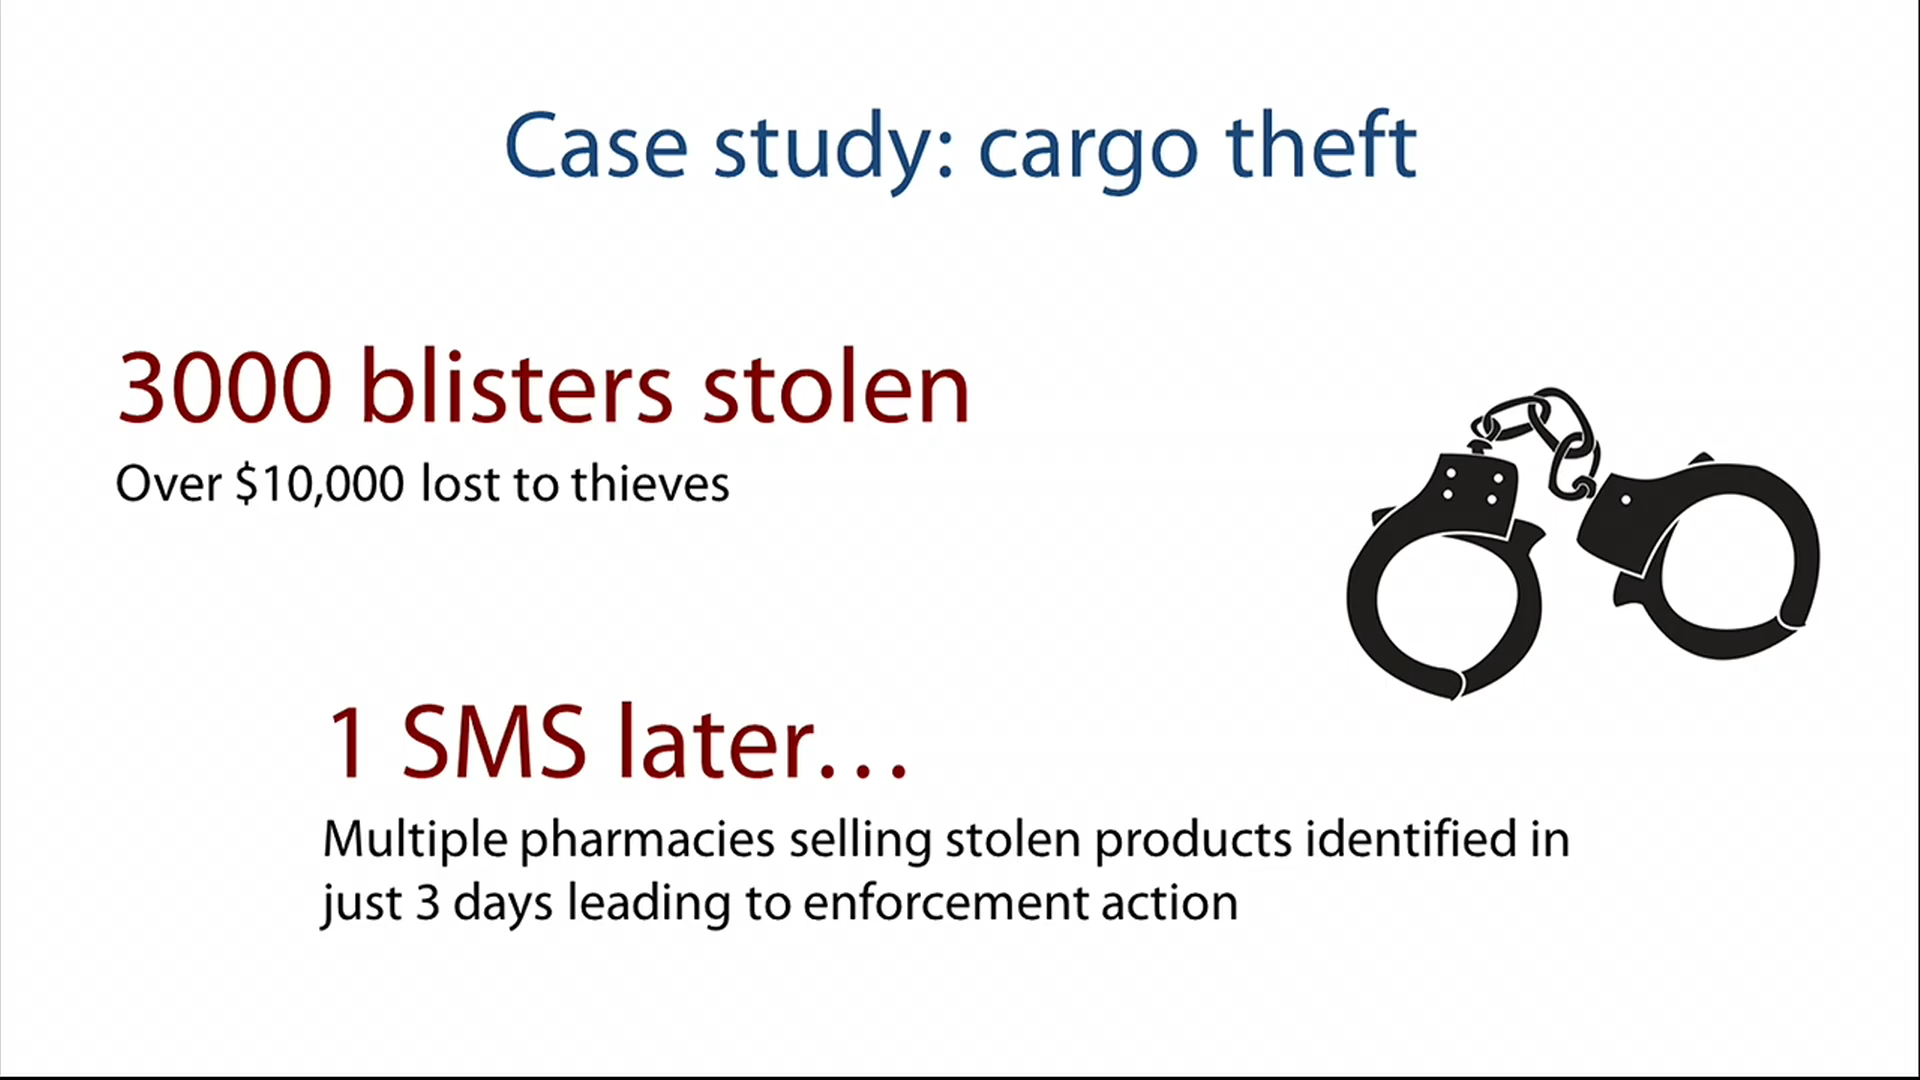 Case study: cargo theft
3000 blisters stolen
Over $10,000 lost to thieves
1 SMS later…
Multiple pharmacies selling stolen products identified in
just 3 days leading to enforcement action